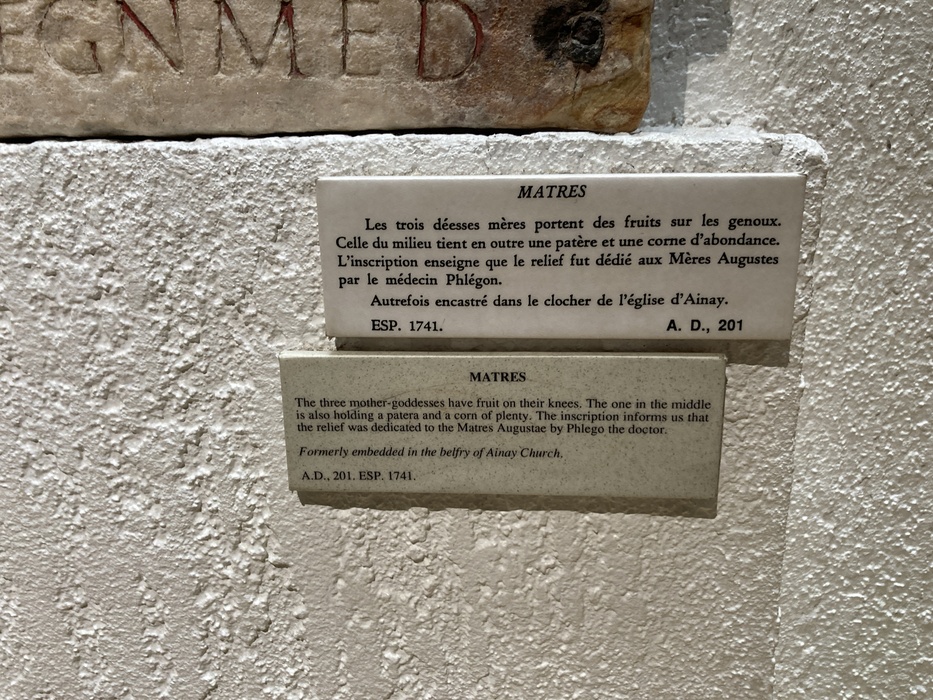 EGNMED
MATRES
Les trois déesses mères portent des fruits sur les genoux.
Celle du milieu tient en outre une patère et une corne d'abondance.
L'inscription enseigne que le relief fut dédié aux Mères Augustes
par le médecin Phlégon.
Autrefois encastré dans le clocher de l'église d'Ainay.
ESP. 1741. A. D., 201
MATRES
The three mother-goddesses have fruit on their knees. The one in the middle
is also holding a patera and a corn of plenty. The inscription informs us that
the relief was dedicated to the Matres Augustae by Phlego the doctor.
Formerly embedded in the belfry of Ainay Church.
A.D., 201. ESP. 1741.